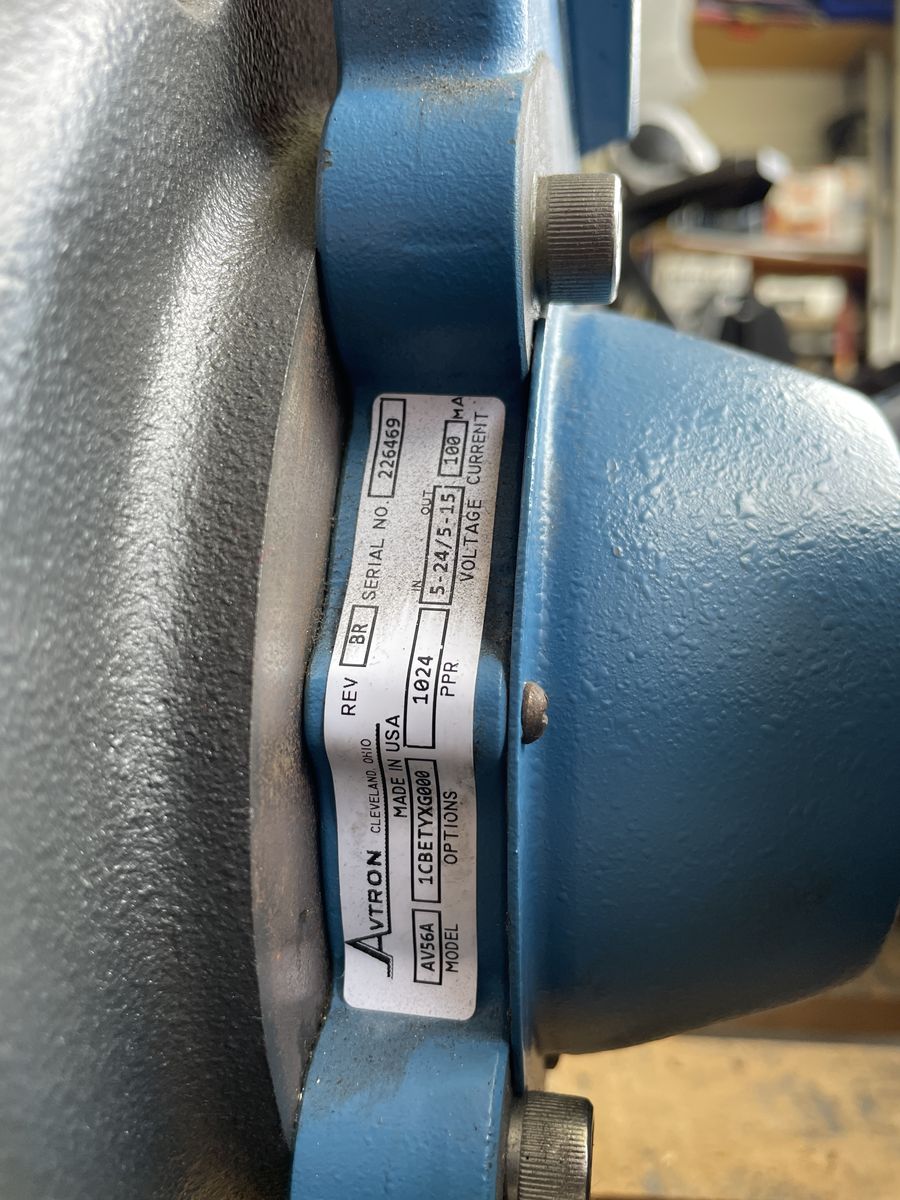 AVTRON CLEVELAND, OHIO REV BR SERIAL NO. 226469
MADE IN USA
IN OUT
AV56A 1CBETYXG000 1024 5-24/5-15 100 MA
MODEL OPTIONS PPR VOLTAGE CURRENT